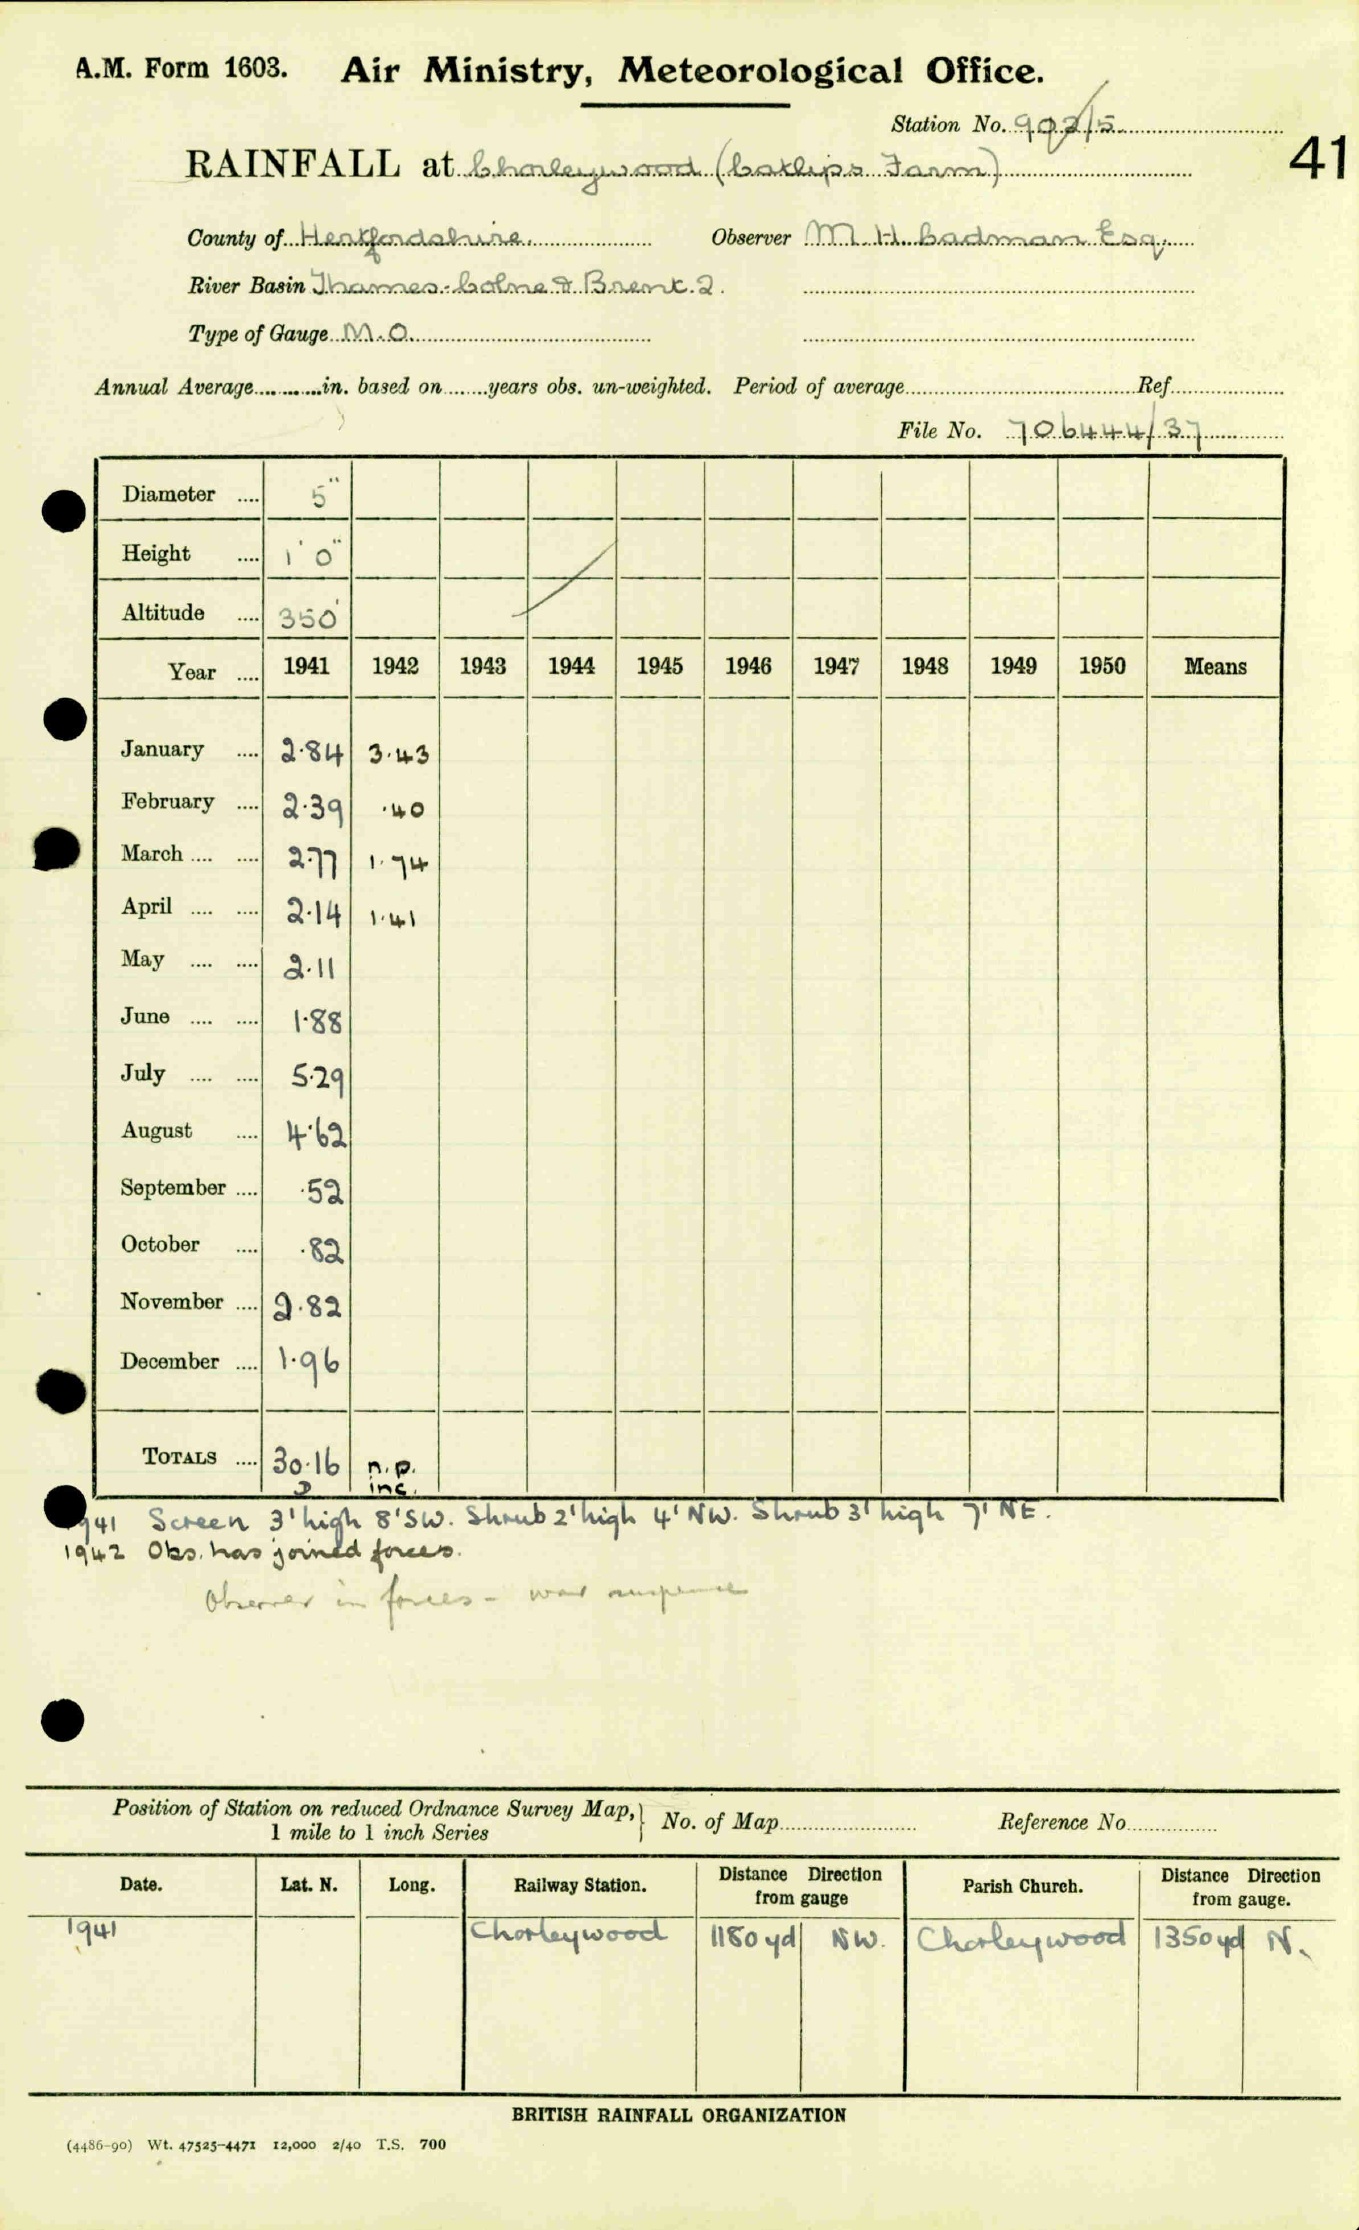 A.M. Form 1603. Air Ministry, Meteorological Office.
Station No. 902/5
41
RAINFALL at Chorleywood (Catlips Farm)
County of Hertfordshire. Observer M. H. Cadman Esq.
River Basin Thames-Colne & Brent. 2.
Type of Gauge M.O.
Annual Average in. based on years obs. un-weighted. Period of average Ref.
File No. 706444/37
Diameter .... 5"
Height .... 1' 0"
Altitude .... 350'
Year .... 1941 1942 1943 1944 1945 1946 1947 1948 1949 1950 Means
January .... 2.84 3.43
February .... 2.39 .40
March .... .... 2.77 1.74
April .... .... 2.14 1.41
May .... .... 2.11
June .... .... 1.88
July .... .... 5.29
August .... 4.62
September .... .52
October .... .82
November .... 2.82
December .... 1.96
TOTALS .... 30.16 n.p.
inc.
1941 Screen 3' high 8' SW. Shrub 2' high 4' NW. Shrub 3' high 7' NE.
1942 Obs. has joined forces.
Observer in forces - war suspense
Position of Station on reduced Ordnance Survey Map, } No. of Map Reference No
1 mile to 1 inch Series
Date. Lat. N. Long. Railway Station. Distance Direction from gauge Parish Church. Distance Direction from gauge.
1941 Chorleywood 1180 yd NW. Chorleywood 1350 yd N.
BRITISH RAINFALL ORGANIZATION
(4486-90) Wt. 47525-4471 12,000 2/40 T.S. 700